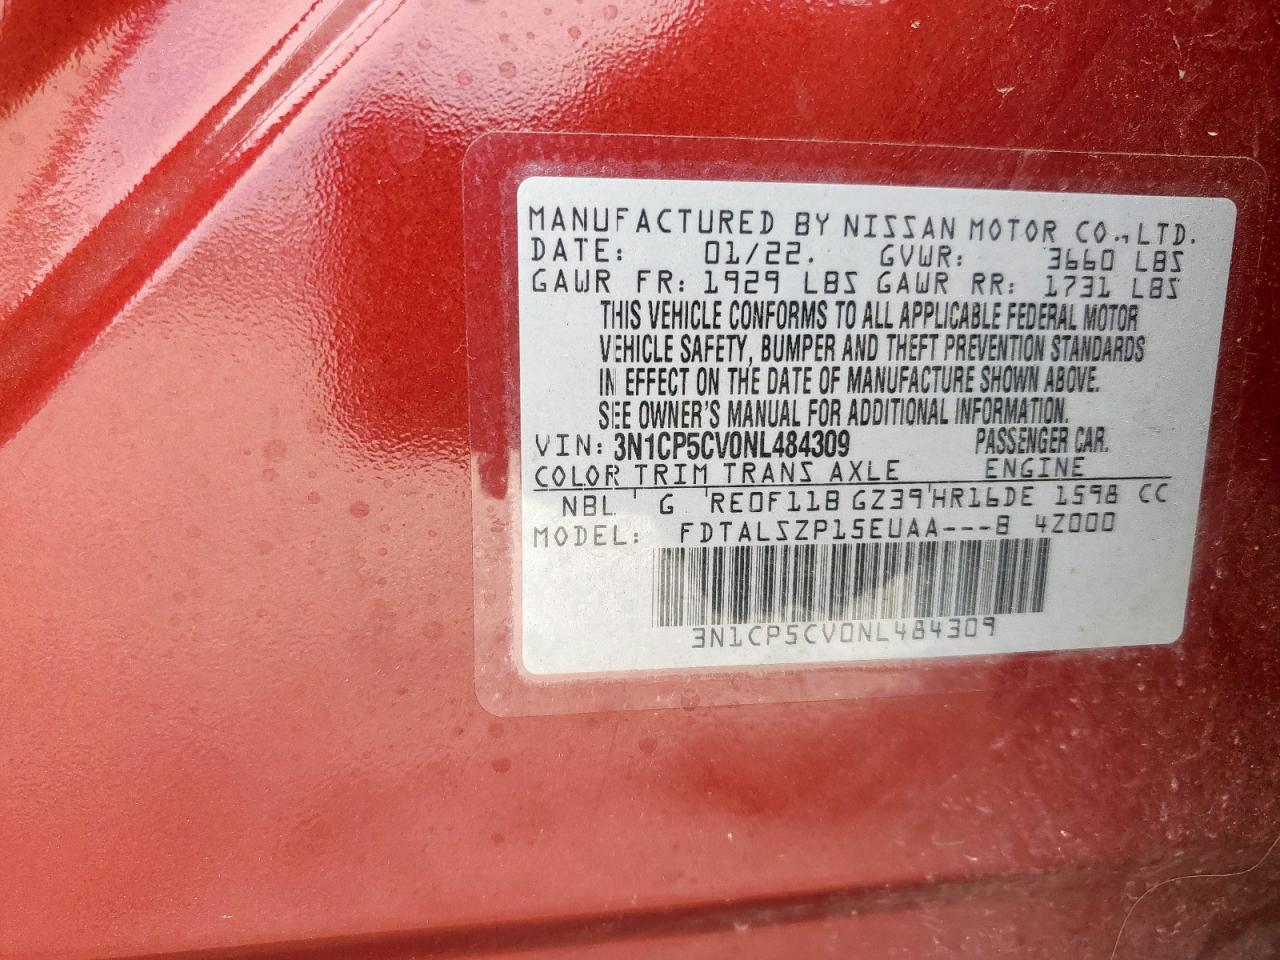 MANUFACTURED BY NISSAN MOTOR CO.,LTD.
DATE: 01/22. GVWR: 3660 LBS
GAWR FR: 1929 LBS GAWR RR: 1731 LBS
THIS VEHICLE CONFORMS TO ALL APPLICABLE FEDERAL MOTOR
VEHICLE SAFETY, BUMPER AND THEFT PREVENTION STANDARDS
IN EFFECT ON THE DATE OF MANUFACTURE SHOWN ABOVE.
SEE OWNER'S MANUAL FOR ADDITIONAL INFORMATION.
VIN: 3N1CP5CV0NL484309 PASSENGER CAR.
COLOR TRIM TRANS AXLE ENGINE
NBL G RE0F11B GZ39 HR16DE 1598 CC
MODEL: FDTALSZP15EUAA---B 4Z000
3N1CP5CV0NL484309